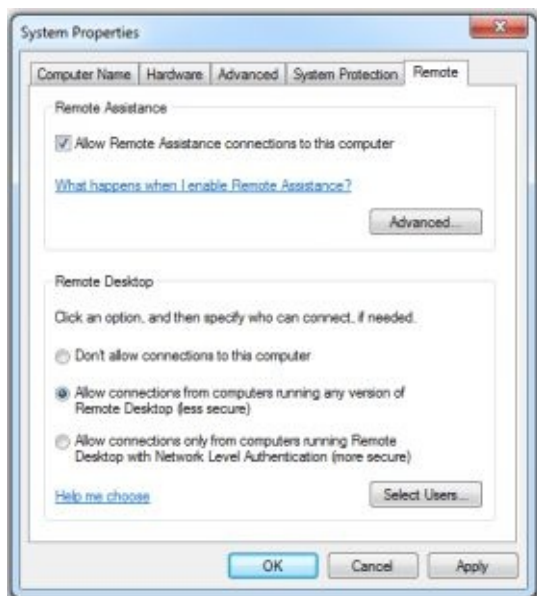 System Properties
Computer Name Hardware Advanced System Protection Remote
Remote Assistance
Allow Remote Assistance connections to this computer
What happens when I enable Remote Assistance?
Advanced...
Remote Desktop
Click an option, and then specify who can connect, if needed.
Don't allow connections to this computer
Allow connections from computers running any version of
Remote Desktop (less secure)
Allow connections only from computers running Remote
Desktop with Network Level Authentication (more secure)
Help me choose Select Users...
OK Cancel Apply